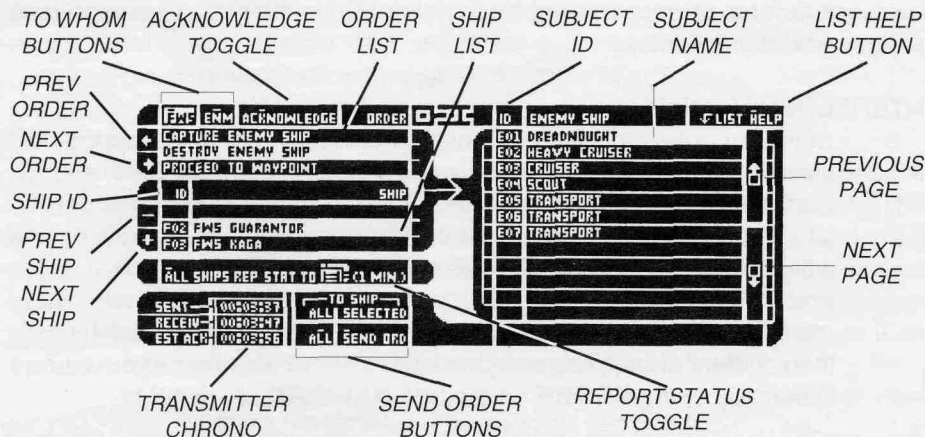 TO WHOM BUTTONS
ACKNOWLEDGE TOGGLE
ORDER LIST
SHIP LIST
SUBJECT ID
SUBJECT NAME
LIST HELP BUTTON
PREV ORDER
NEXT ORDER
SHIP ID
PREV SHIP
NEXT SHIP
FWS ENM ACKNOWLEDGE ORDER
CAPTURE ENEMY SHIP
DESTROY ENEMY SHIP
PROCEED TO WAYPOINT
ID SHIP
F02 FWS GUARANTOR
F03 FWS KAGA
ALL SHIPS REP STAT TO (1 MIN)
SENT 00:03:37
RECEIV 00:03:47
EST ACK 00:03:56
TO SHIP
ALL SELECTED
ALL SEND ORD
ID ENEMY SHIP LIST HELP
E01 DREADNOUGHT
E02 HEAVY CRUISER
E03 CRUISER
E04 SCOUT
E05 TRANSPORT
E06 TRANSPORT
E07 TRANSPORT
PREVIOUS PAGE
NEXT PAGE
TRANSMITTER CHRONO
SEND ORDER BUTTONS
REPORT STATUS TOGGLE